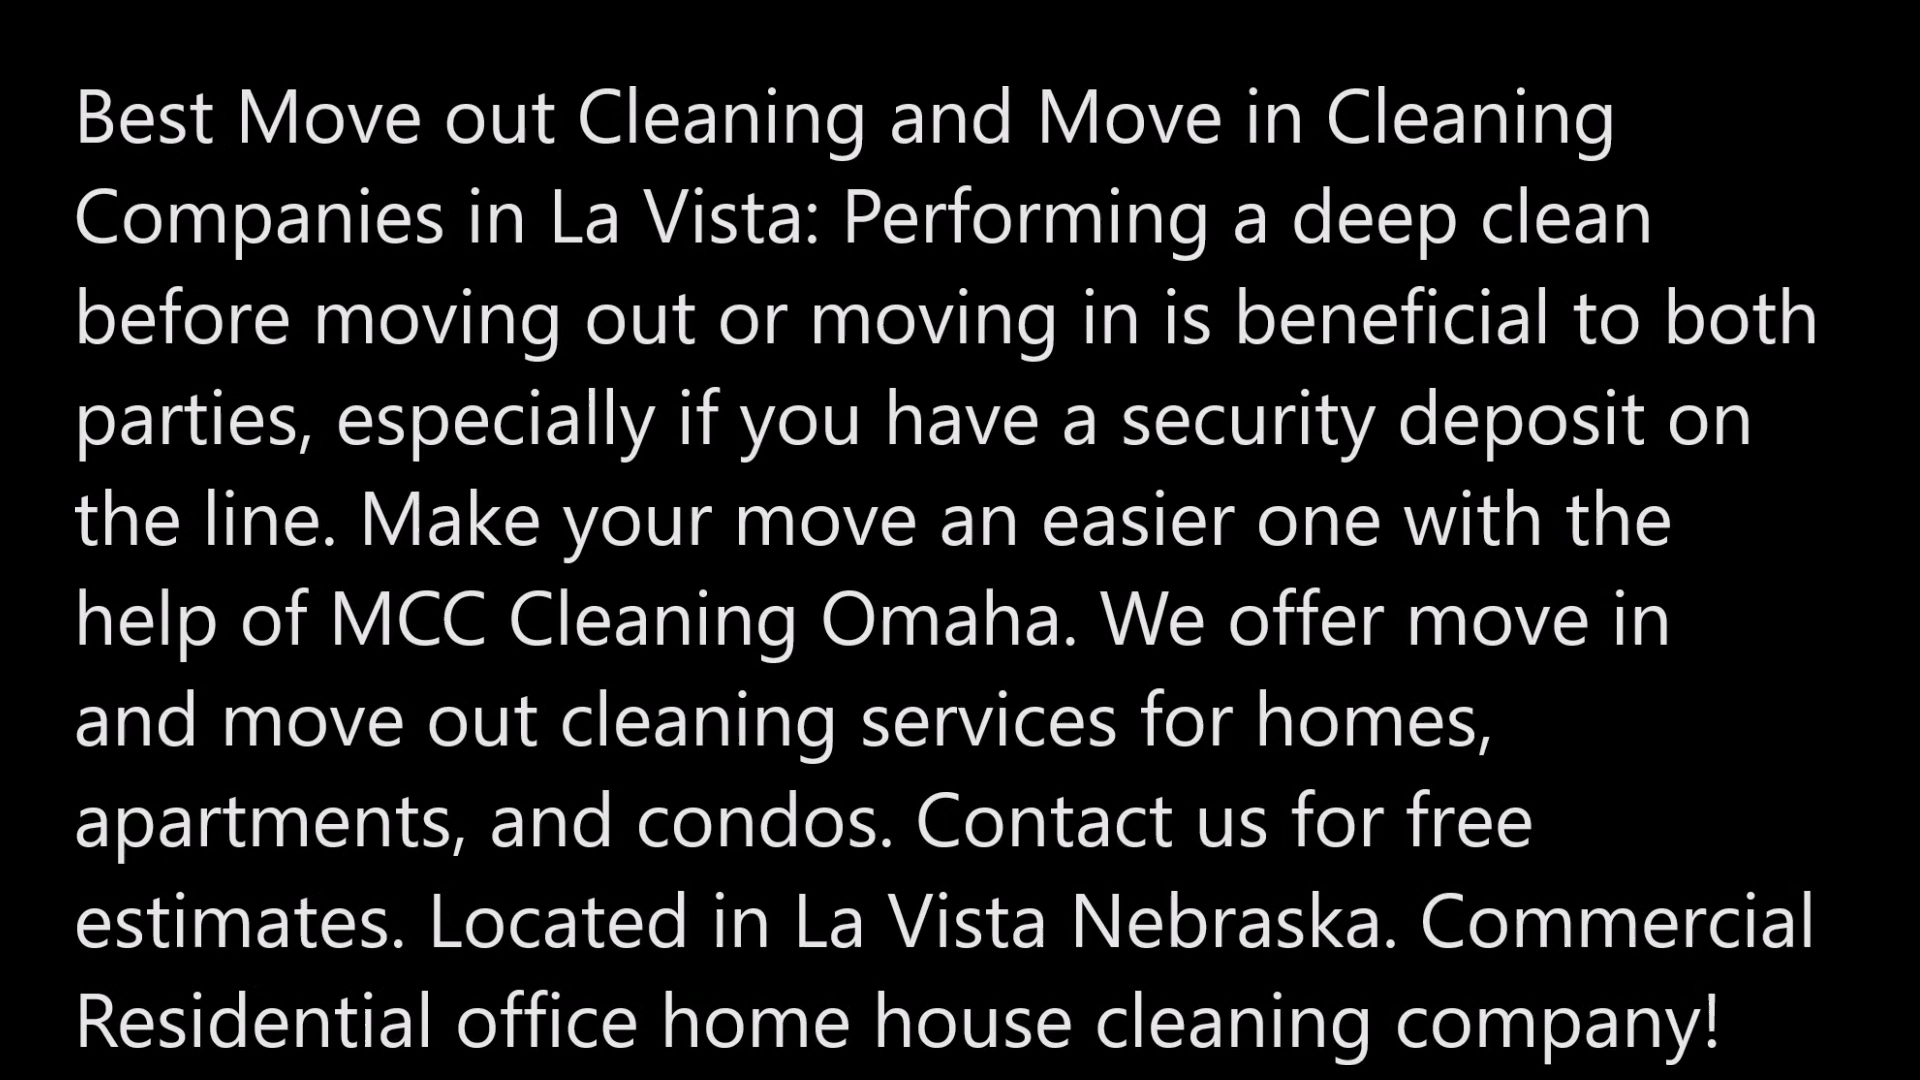 Best Move out Cleaning and Move in Cleaning
Companies in La Vista: Performing a deep clean
before moving out or moving in is beneficial to both
parties, especially if you have a security deposit on
the line. Make your move an easier one with the
help of MCC Cleaning Omaha. We offer move in
and move out cleaning services for homes,
apartments, and condos. Contact us for free
estimates. Located in La Vista Nebraska. Commercial
Residential office home house cleaning company!